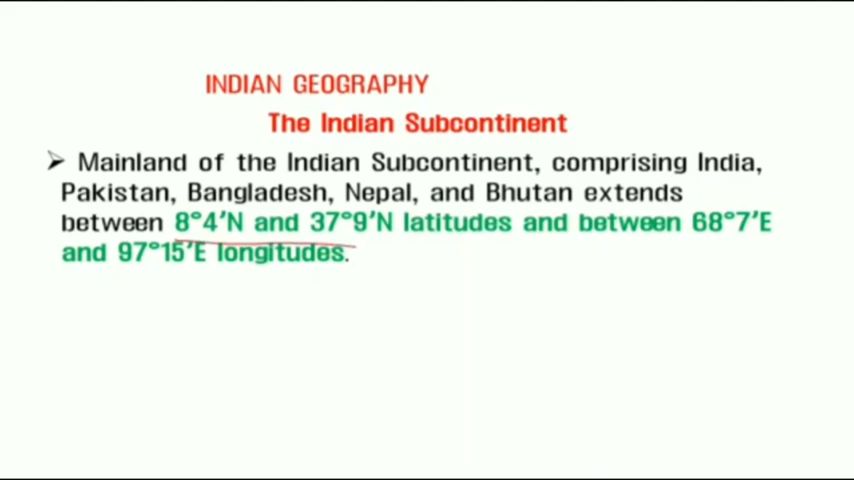 INDIAN GEOGRAPHY
The Indian Subcontinent
➢ Mainland of the Indian Subcontinent, comprising India,
Pakistan, Bangladesh, Nepal, and Bhutan extends
between 8°4′N and 37°9′N latitudes and between 68°7′E
and 97°15′E longitudes.